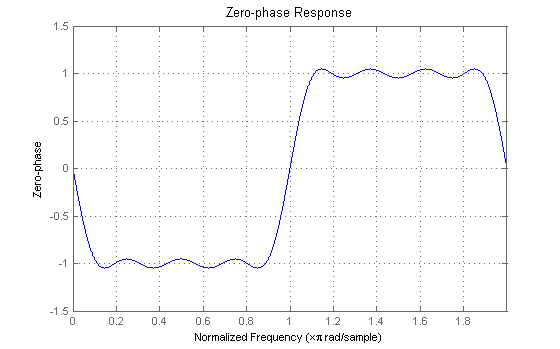 Zero-phase Response
1.5
1
0.5
0
-0.5
-1
-1.5
Zero-phase
0 0.2 0.4 0.6 0.8 1 1.2 1.4 1.6 1.8
Normalized Frequency (×π rad/sample)